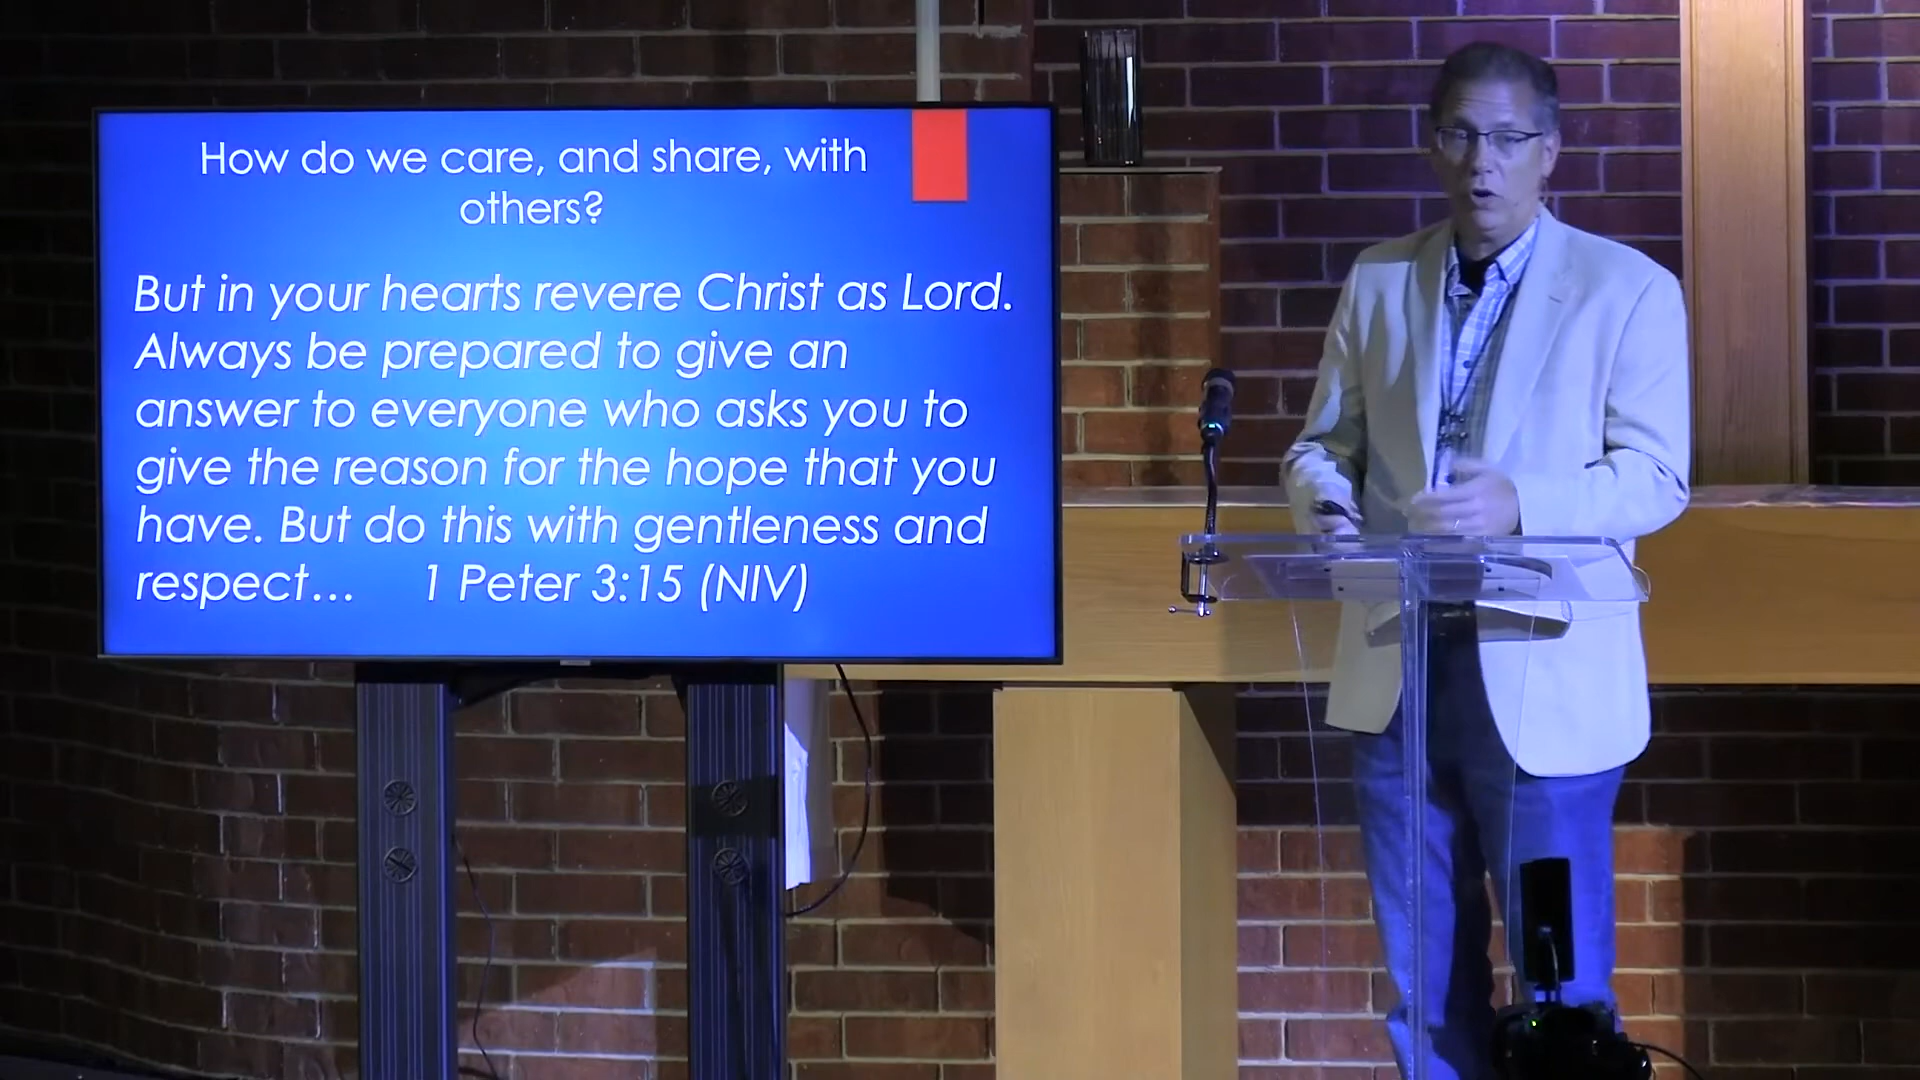 How do we care, and share, with
others?
But in your hearts revere Christ as Lord.
Always be prepared to give an
answer to everyone who asks you to
give the reason for the hope that you
have. But do this with gentleness and
respect... 1 Peter 3:15 (NIV)